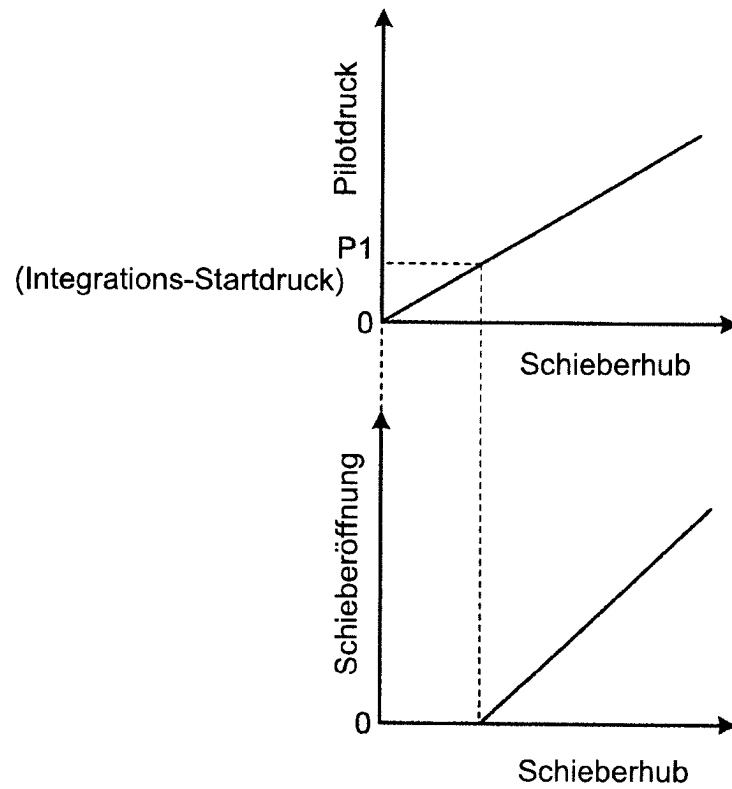 Pilotdruck
P1
(Integrations-Startdruck)
0
Schieberhub
Schieberöffnung
0
Schieberhub